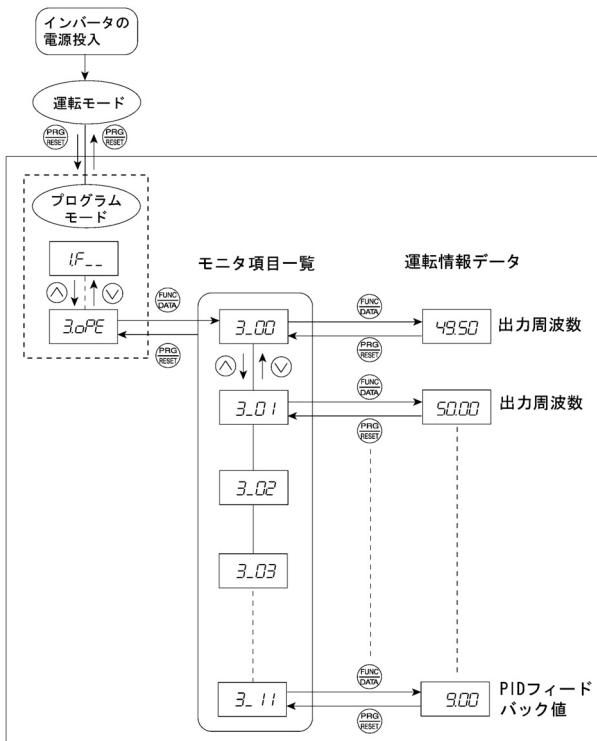 インバータの
電源投入
運転モード
PRG
RESET
PRG
RESET
プログラム
モード
1.F__
3.oPE
FUNC
DATA
PRG
RESET
モニタ項目一覧
運転情報データ
3_00
FUNC
DATA
PRG
RESET
49.50
出力周波数
3_01
FUNC
DATA
PRG
RESET
50.00
出力周波数
3_02
3_03
3_11
FUNC
DATA
PRG
RESET
9.00
PIDフィード
バック値